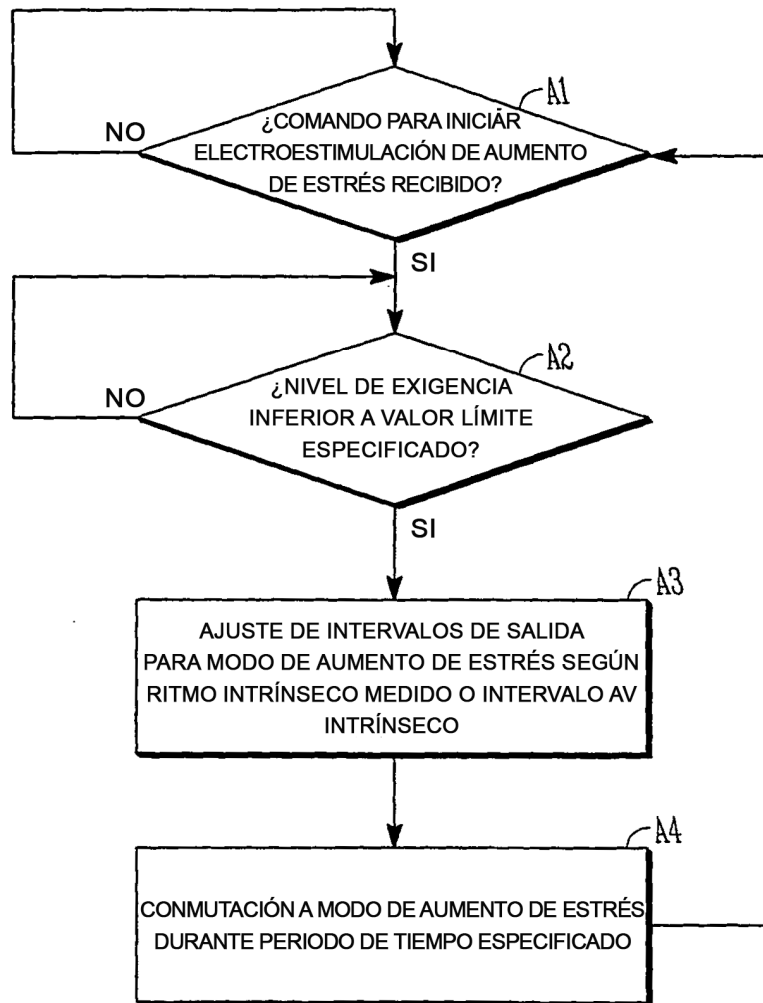 A1
¿COMANDO PARA INICIAR
ELECTROESTIMULACIÓN DE AUMENTO
DE ESTRÉS RECIBIDO?
NO
SI
A2
¿NIVEL DE EXIGENCIA
INFERIOR A VALOR LÍMITE
ESPECIFICADO?
NO
SI
A3
AJUSTE DE INTERVALOS DE SALIDA
PARA MODO DE AUMENTO DE ESTRÉS SEGÚN
RITMO INTRÍNSECO MEDIDO O INTERVALO AV
INTRÍNSECO
A4
CONMUTACIÓN A MODO DE AUMENTO DE ESTRÉS
DURANTE PERIODO DE TIEMPO ESPECIFICADO